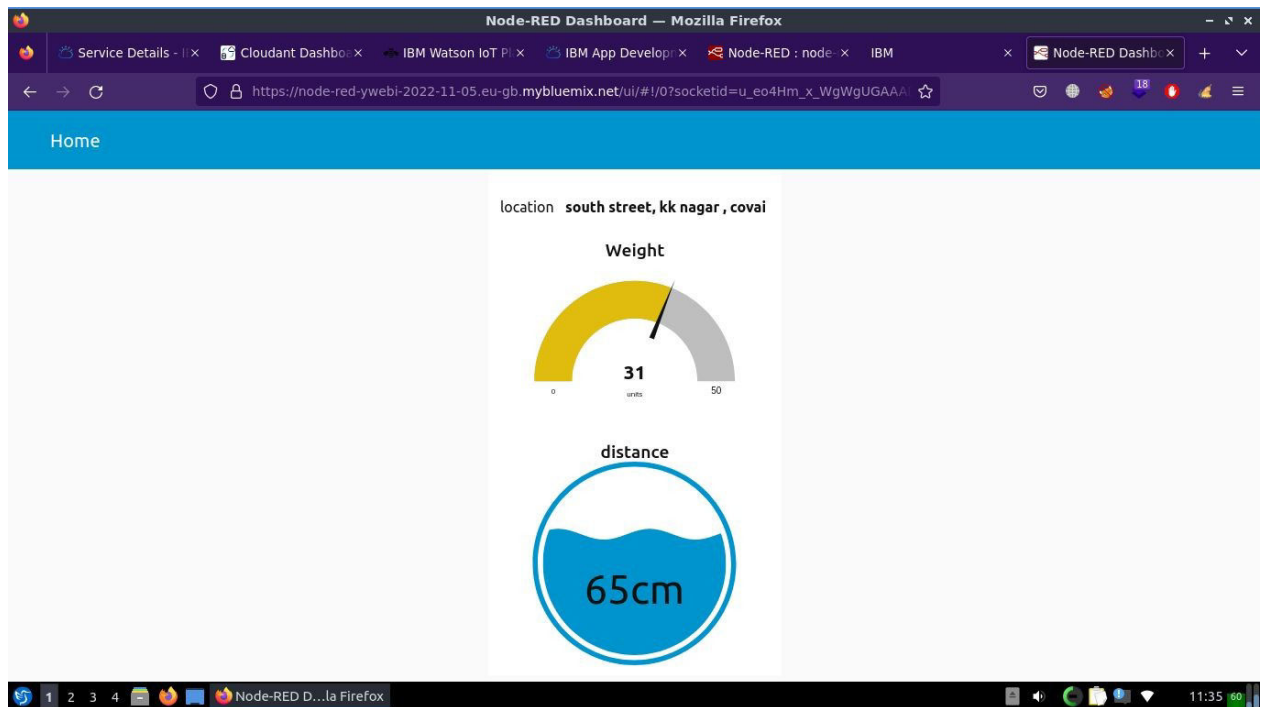 Node-RED Dashboard — Mozilla Firefox
Service Details - I
Cloudant Dashboa
IBM Watson IoT Pl
IBM App Developm
Node-RED : node-
IBM
Node-RED Dashbo
https://node-red-ywebi-2022-11-05.eu-gb.mybluemix.net/ui/#!/0?socketid=u_eo4Hm_x_WgWgUGAAA
18
Home
location south street, kk nagar , covai
Weight
31
0 units 50
distance
65cm
1 2 3 4 Node-RED D...la Firefox 11:35 60